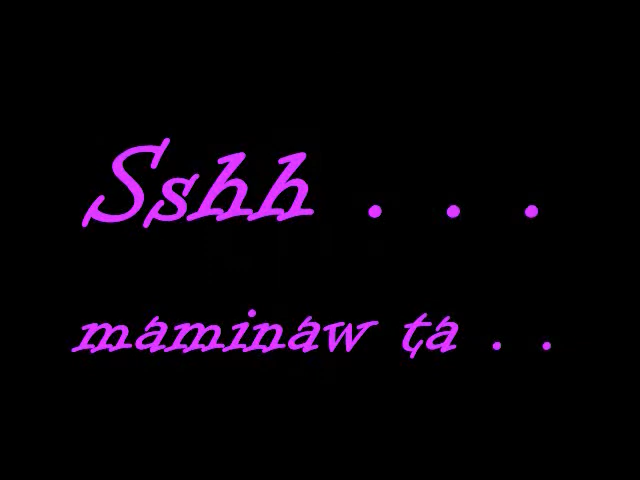 Sshh . . .
maminaw ta . .